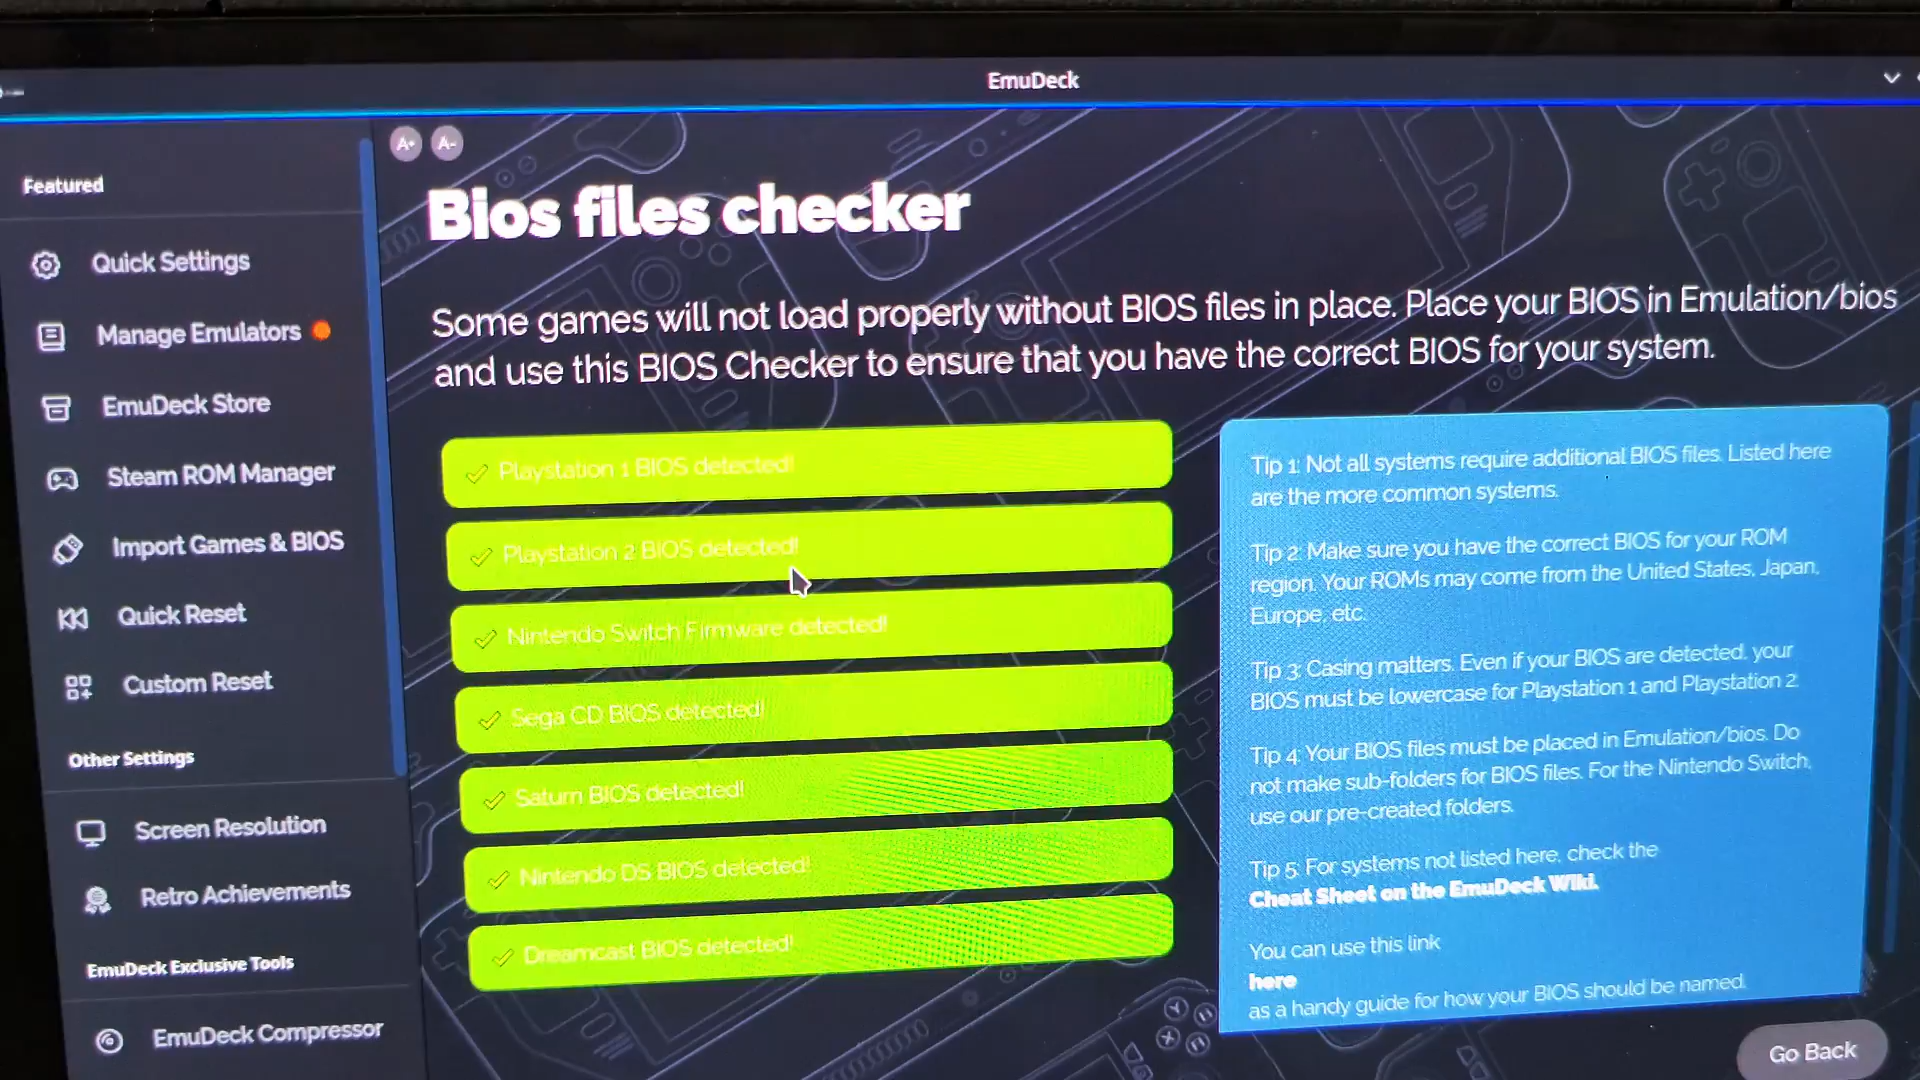 EmuDeck
A+ A-
Featured
Quick Settings
Manage Emulators
EmuDeck Store
Steam ROM Manager
Import Games & BIOS
Quick Reset
Custom Reset
Other Settings
Screen Resolution
Retro Achievements
EmuDeck Exclusive Tools
EmuDeck Compressor
Bios files checker
Some games will not load properly without BIOS files in place. Place your BIOS in Emulation/bios
and use this BIOS Checker to ensure that you have the correct BIOS for your system.
Playstation 1 BIOS detected!
Playstation 2 BIOS detected!
Nintendo Switch Firmware detected!
Sega CD BIOS detected!
Saturn BIOS detected!
Nintendo DS BIOS detected!
Dreamcast BIOS detected!
Tip 1: Not all systems require additional BIOS files. Listed here
are the more common systems.
Tip 2: Make sure you have the correct BIOS for your ROM
region. Your ROMs may come from the United States, Japan,
Europe, etc.
Tip 3: Casing matters. Even if your BIOS are detected, your
BIOS must be lowercase for Playstation 1 and Playstation 2.
Tip 4: Your BIOS files must be placed in Emulation/bios. Do
not make sub-folders for BIOS files. For the Nintendo Switch,
use our pre-created folders.
Tip 5: For systems not listed here, check the
Cheat Sheet on the EmuDeck Wiki.
You can use this link
here
as a handy guide for how your BIOS should be named.
Go Back